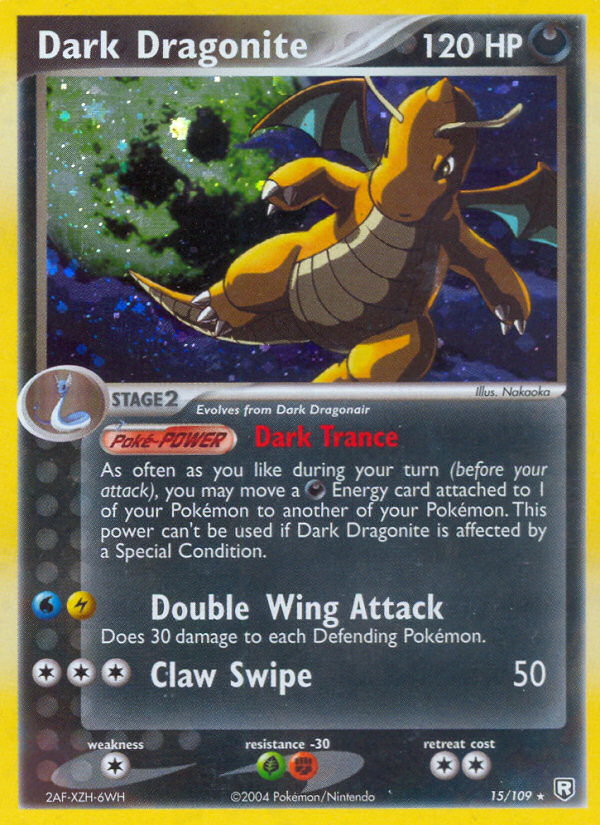 Dark Dragonite 120 HP
Illus. Nakaoka
STAGE2
Evolves from Dark Dragonair
Poké-POWER Dark Trance
As often as you like during your turn (before your
attack), you may move a Energy card attached to 1
of your Pokémon to another of your Pokémon. This
power can't be used if Dark Dragonite is affected by
a Special Condition.
Double Wing Attack
Does 30 damage to each Defending Pokémon.
Claw Swipe 50
weakness resistance -30 retreat cost
2AF-XZH-6WH ©2004 Pokémon/Nintendo 15/109 ★ R